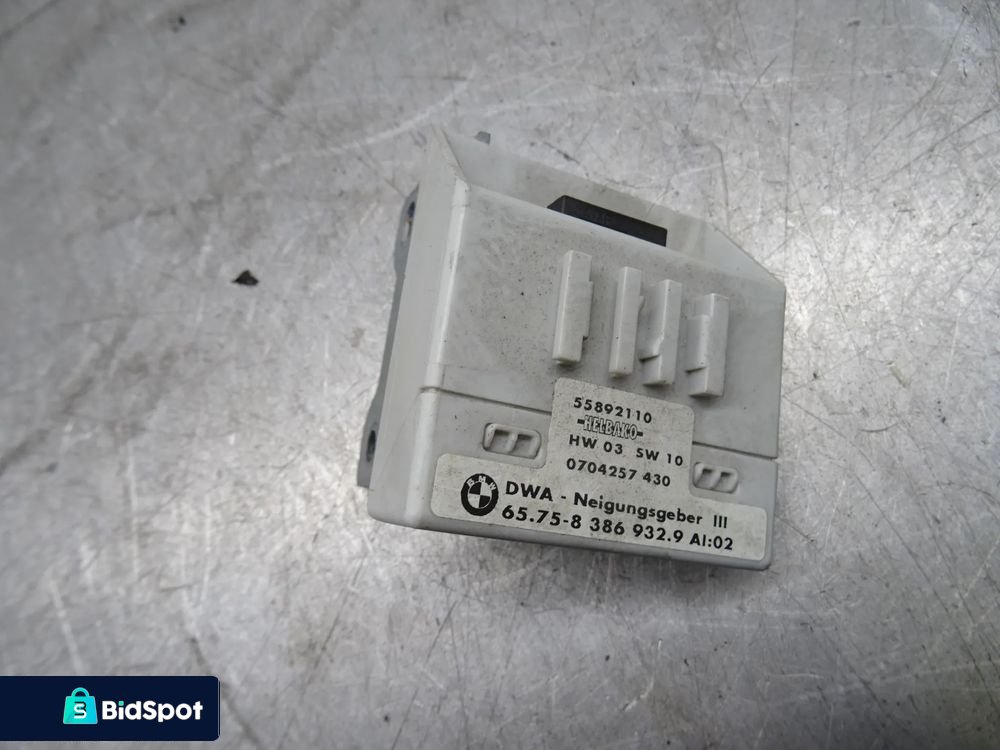 55892110
HELBAKO
HW 03 SW 10
0704257 430
BMW
DWA - Neigungsgeber III
65.75-8 386 932.9 AI:02
S
BidSpot